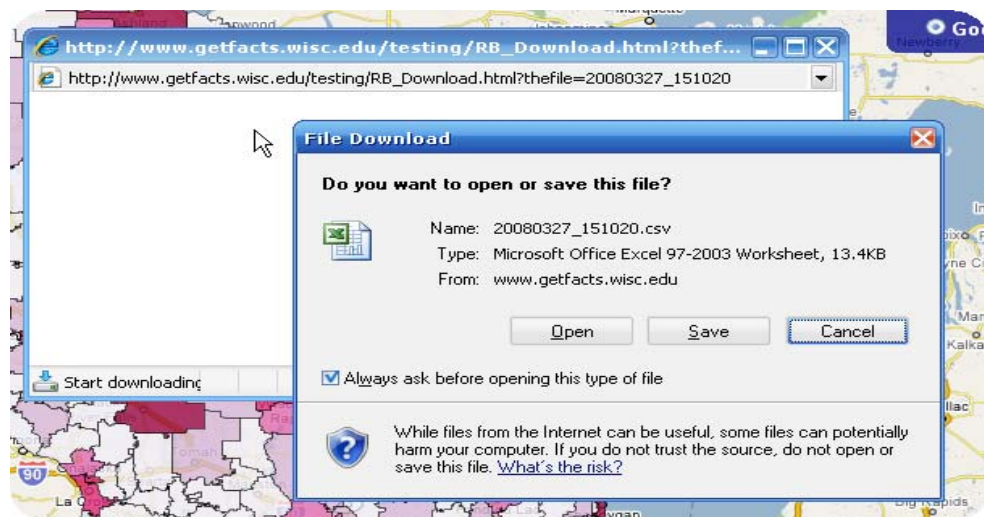 Ashland
Marquette
Goo
Newberry
http://www.getfacts.wisc.edu/testing/RB_Download.html?thef...
http://www.getfacts.wisc.edu/testing/RB_Download.html?thefile=20080327_151020
File Download
Do you want to open or save this file?
Name: 20080327_151020.csv
Type: Microsoft Office Excel 97-2003 Worksheet, 13.4KB
From: www.getfacts.wisc.edu
Open Save Cancel
Start downloading
Always ask before opening this type of file
While files from the Internet can be useful, some files can potentially
harm your computer. If you do not trust the source, do not open or
save this file. What's the risk?
Kalka
Tomah
90
La